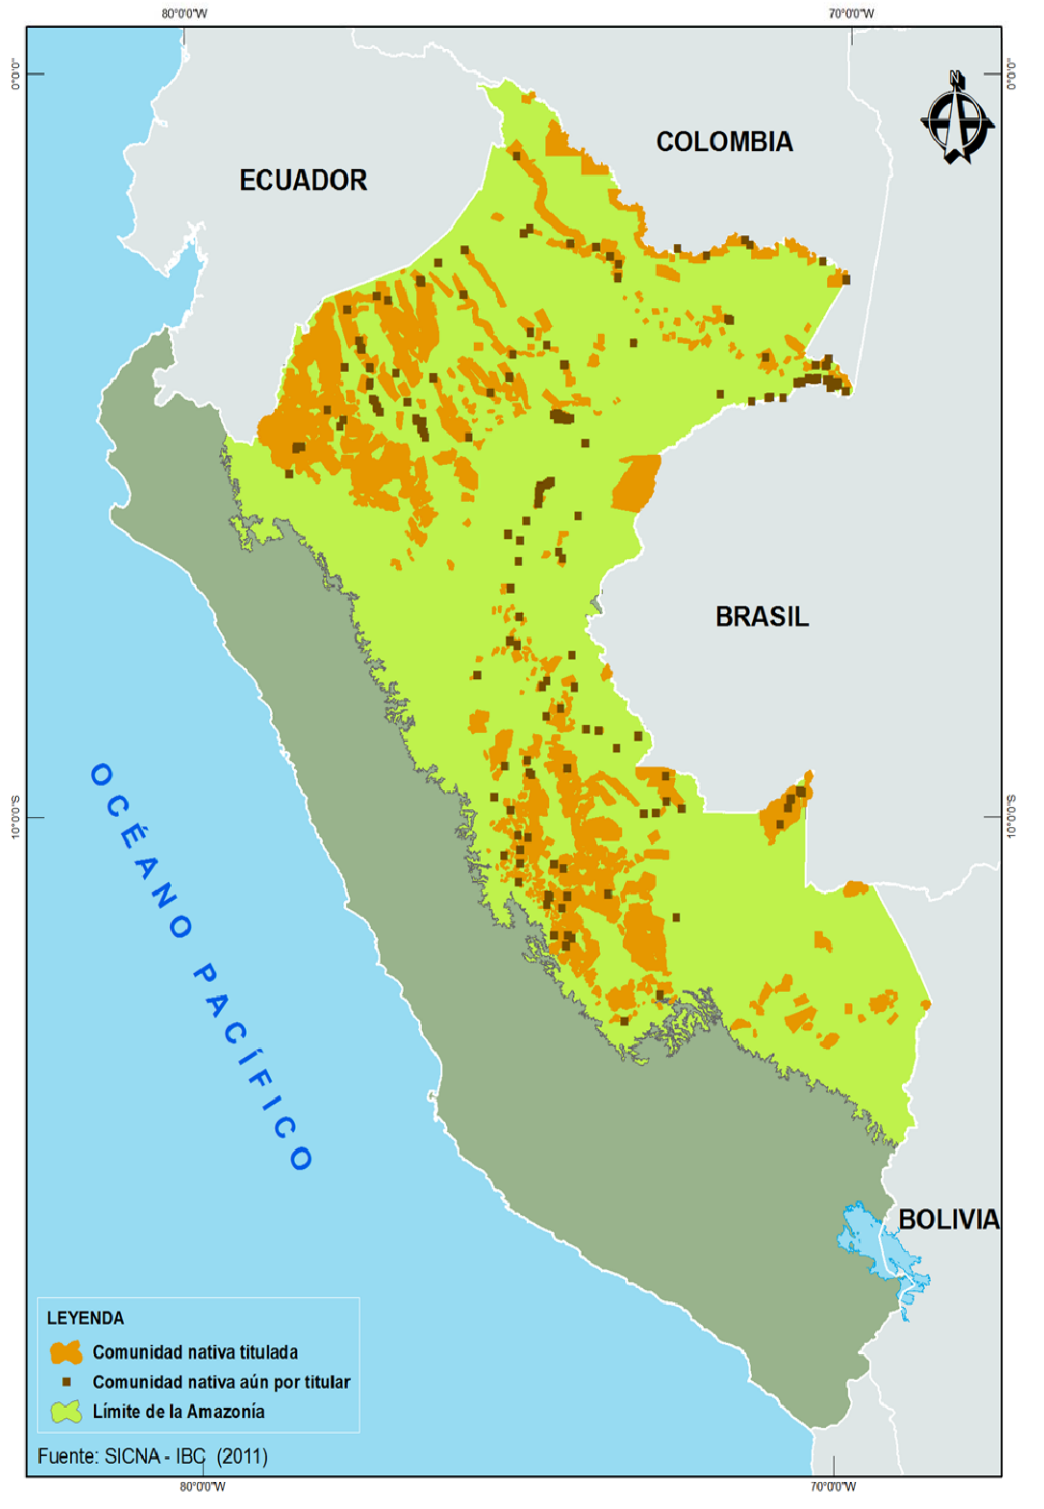 80°0'0"W
70°0'0"W
0°0'0"
0°0'0"
N
COLOMBIA
ECUADOR
BRASIL
OCÉANO PACÍFICO
10°0'0"S
10°0'0"S
BOLIVIA
LEYENDA
Comunidad nativa titulada
Comunidad nativa aún por titular
Límite de la Amazonía
Fuente: SICNA - IBC (2011)
80°0'0"W
70°0'0"W